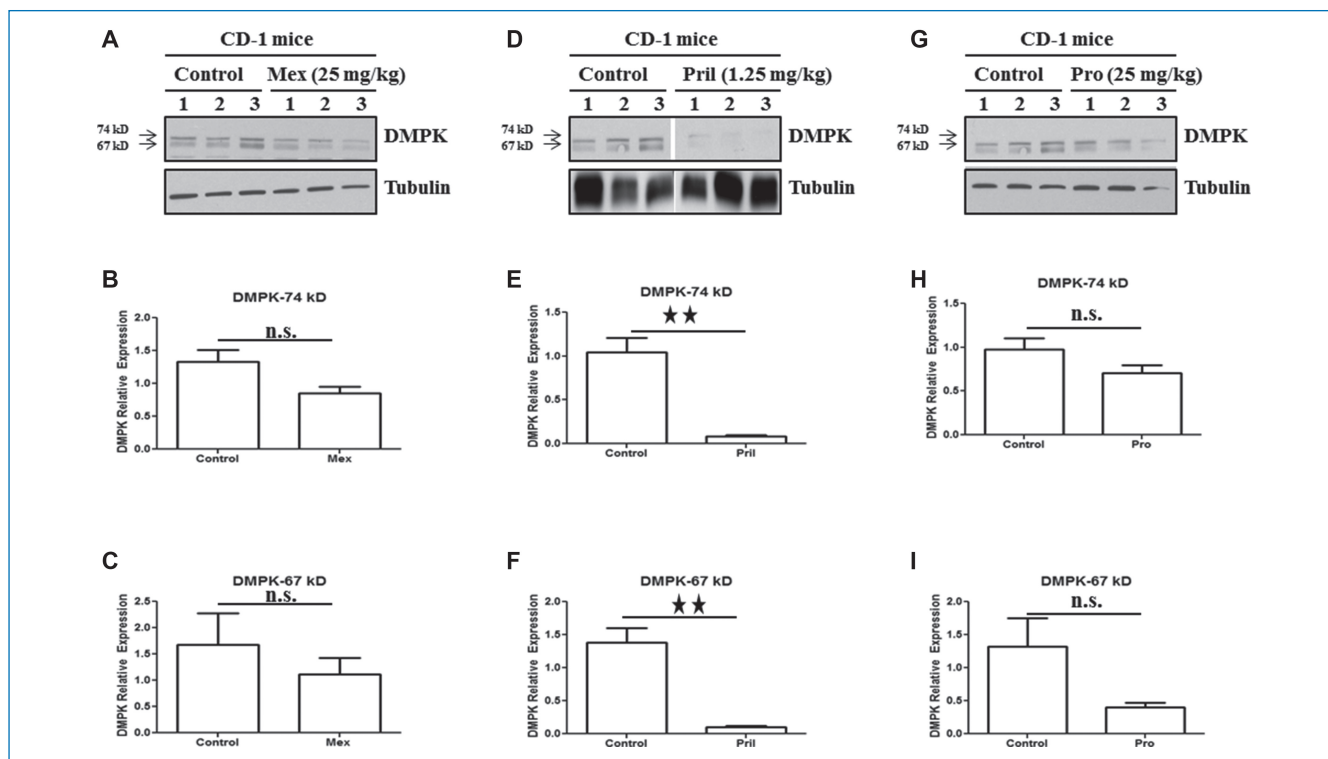 A
CD-1 mice
Control Mex (25 mg/kg)
1 2 3 1 2 3
74 kD
67 kD
DMPK
Tubulin
D
CD-1 mice
Control Pril (1.25 mg/kg)
1 2 3 1 2 3
74 kD
67 kD
DMPK
Tubulin
G
CD-1 mice
Control Pro (25 mg/kg)
1 2 3 1 2 3
74 kD
67 kD
DMPK
Tubulin
B
DMPK-74 kD
n.s.
DMPK Relative Expression
2.0
1.5
1.0
0.5
0.0
Control Mex
E
DMPK-74 kD
★★
DMPK Relative Expression
1.5
1.0
0.5
0.0
Control Pril
H
DMPK-74 kD
n.s.
DMPK Relative Expression
1.5
1.0
0.5
0.0
Control Pro
C
DMPK-67 kD
n.s.
DMPK Relative Expression
2.5
2.0
1.5
1.0
0.5
0.0
Control Mex
F
DMPK-67 kD
★★
DMPK Relative Expression
2.0
1.5
1.0
0.5
0.0
Control Pril
I
DMPK-67 kD
n.s.
DMPK Relative Expression
2.0
1.5
1.0
0.5
0.0
Control Pro